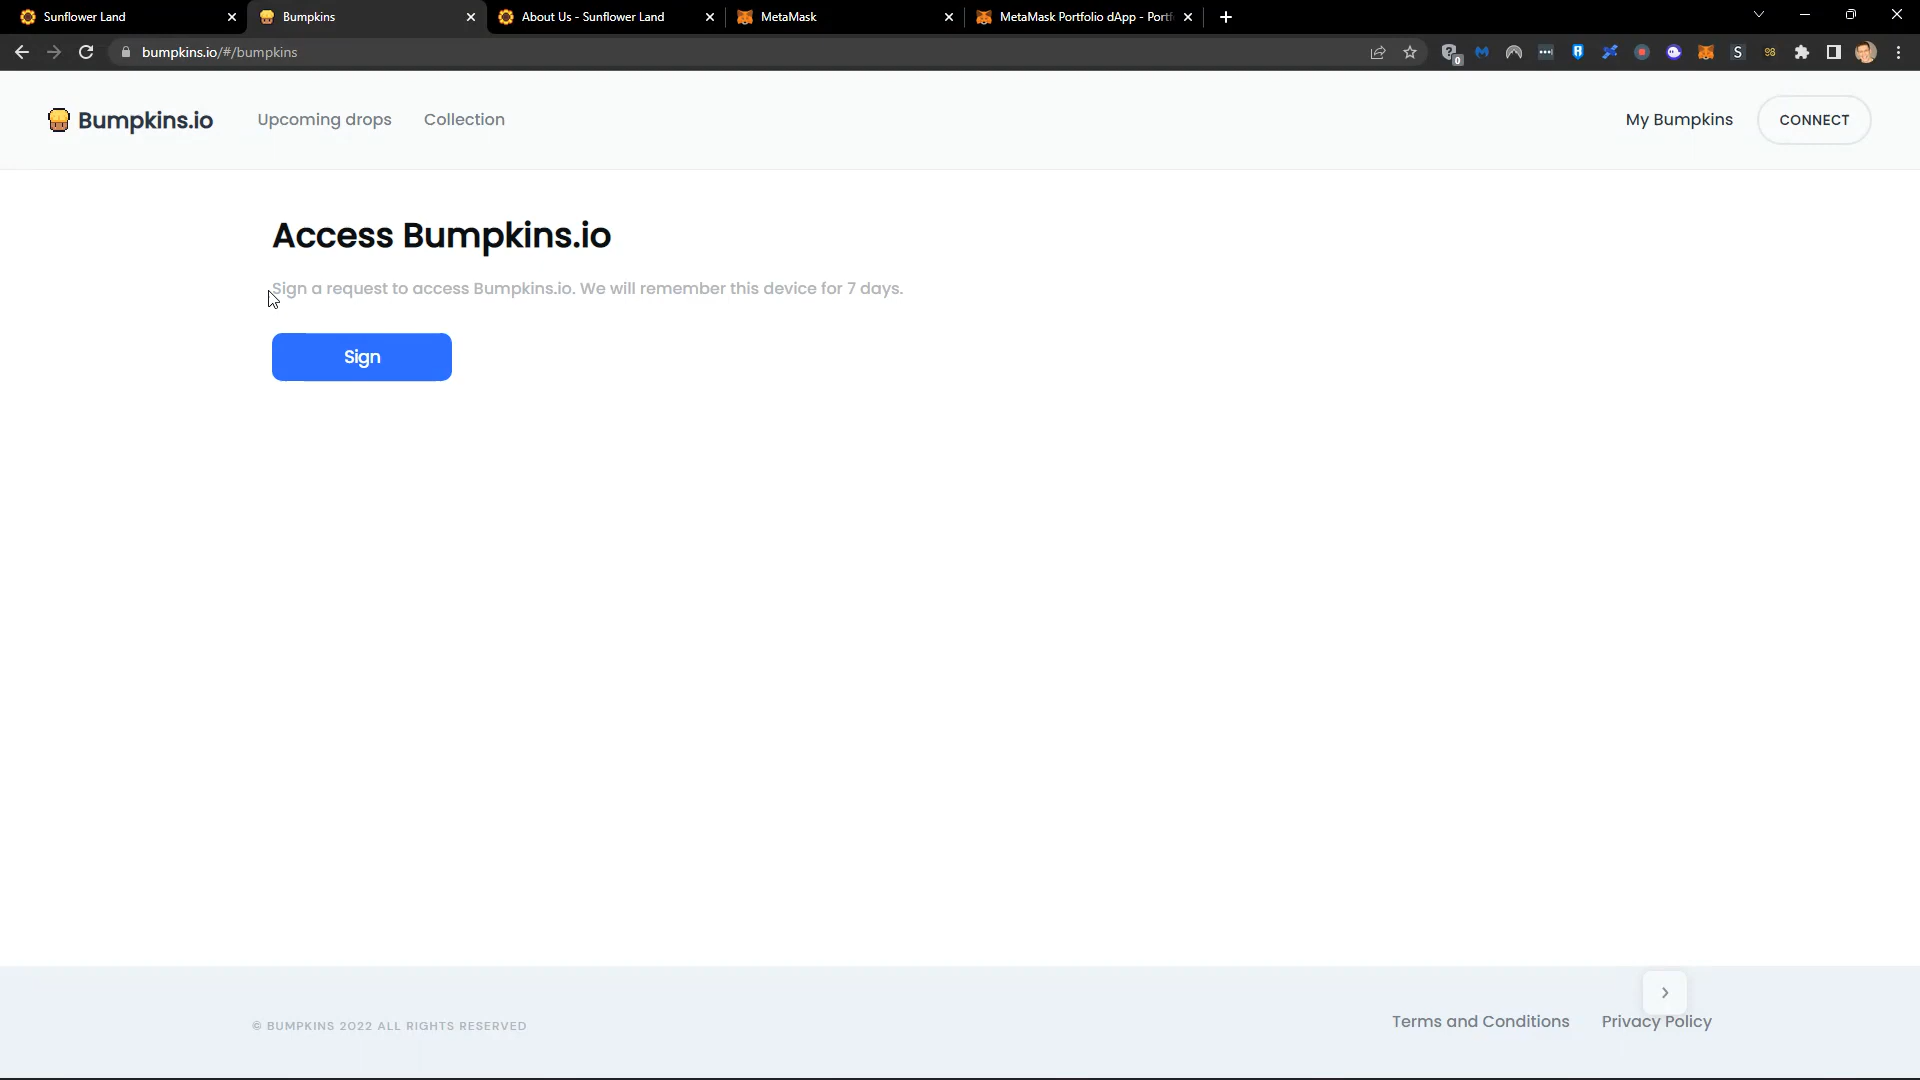 Sunflower Land
Bumpkins
About Us - Sunflower Land
MetaMask
MetaMask Portfolio dApp - Portf
bumpkins.io/#/bumpkins
0
S
98
Bumpkins.io
Upcoming drops
Collection
My Bumpkins
CONNECT
Access Bumpkins.io
Sign a request to access Bumpkins.io. We will remember this device for 7 days.
Sign
© BUMPKINS 2022 ALL RIGHTS RESERVED
Terms and Conditions
Privacy Policy